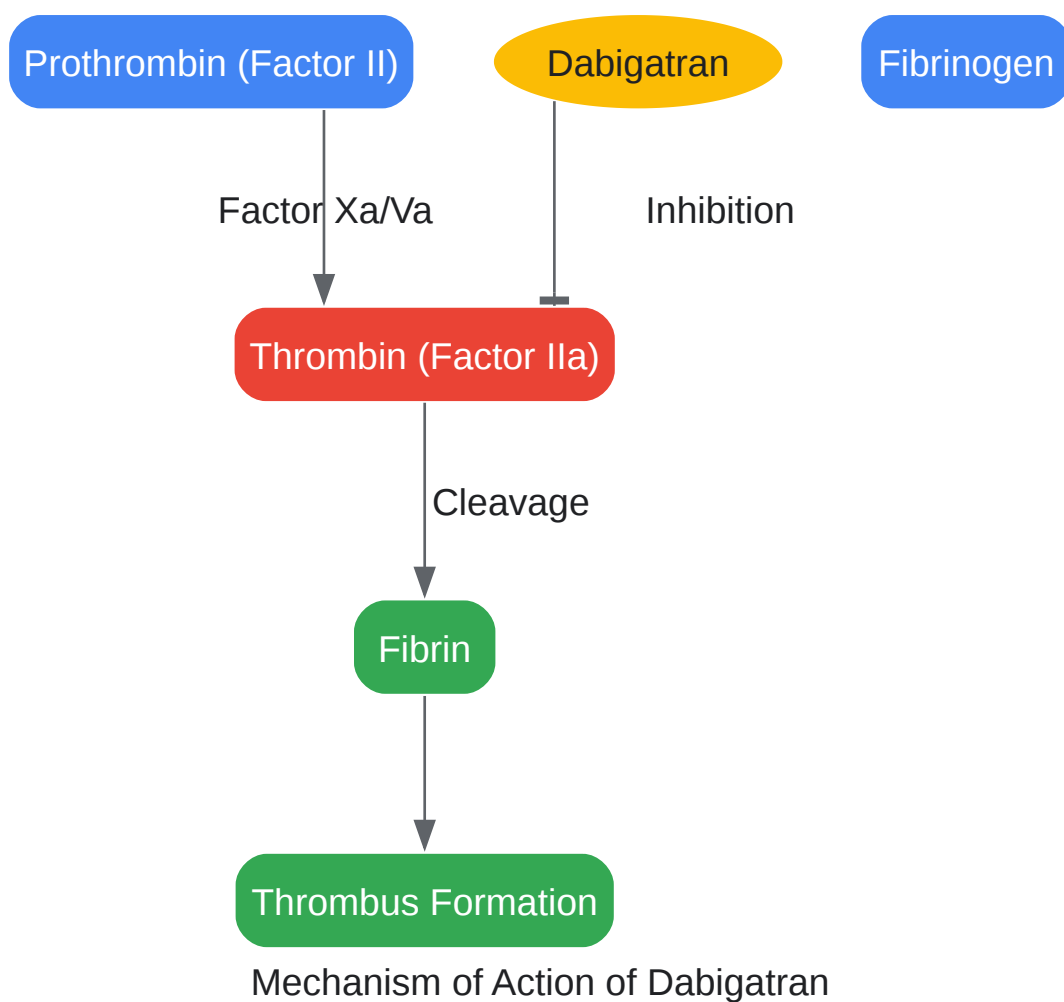 Prothrombin (Factor II)
Dabigatran
Fibrinogen
Factor Xa/Va
Inhibition
Thrombin (Factor IIa)
Cleavage
Fibrin
Thrombus Formation
Mechanism of Action of Dabigatran